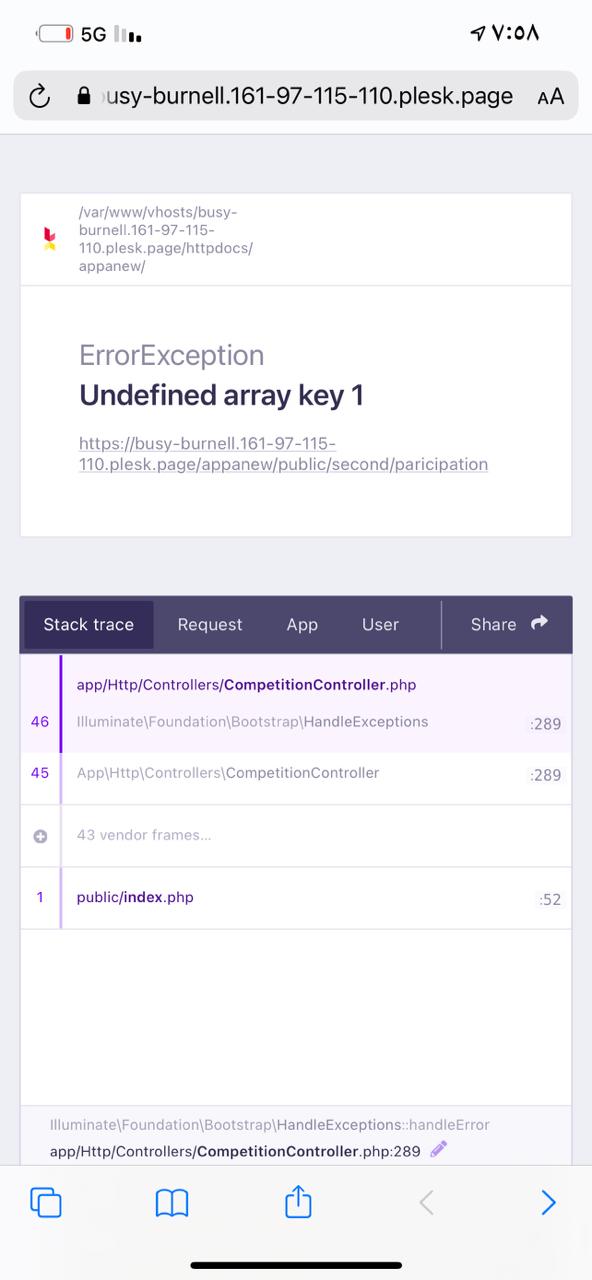 5G
٧:٥٨
usy-burnell.161-97-115-110.plesk.page
AA
/var/www/vhosts/busy-
burnell.161-97-115-
110.plesk.page/httpdocs/
appanew/
ErrorException
Undefined array key 1
https://busy-burnell.161-97-115-
110.plesk.page/appanew/public/second/paricipation
Stack trace Request App User Share
app/Http/Controllers/CompetitionController.php
46 Illuminate\Foundation\Bootstrap\HandleExceptions :289
45 App\Http\Controllers\CompetitionController :289
43 vendor frames...
1 public/index.php :52
Illuminate\Foundation\Bootstrap\HandleExceptions::handleError
app/Http/Controllers/CompetitionController.php:289